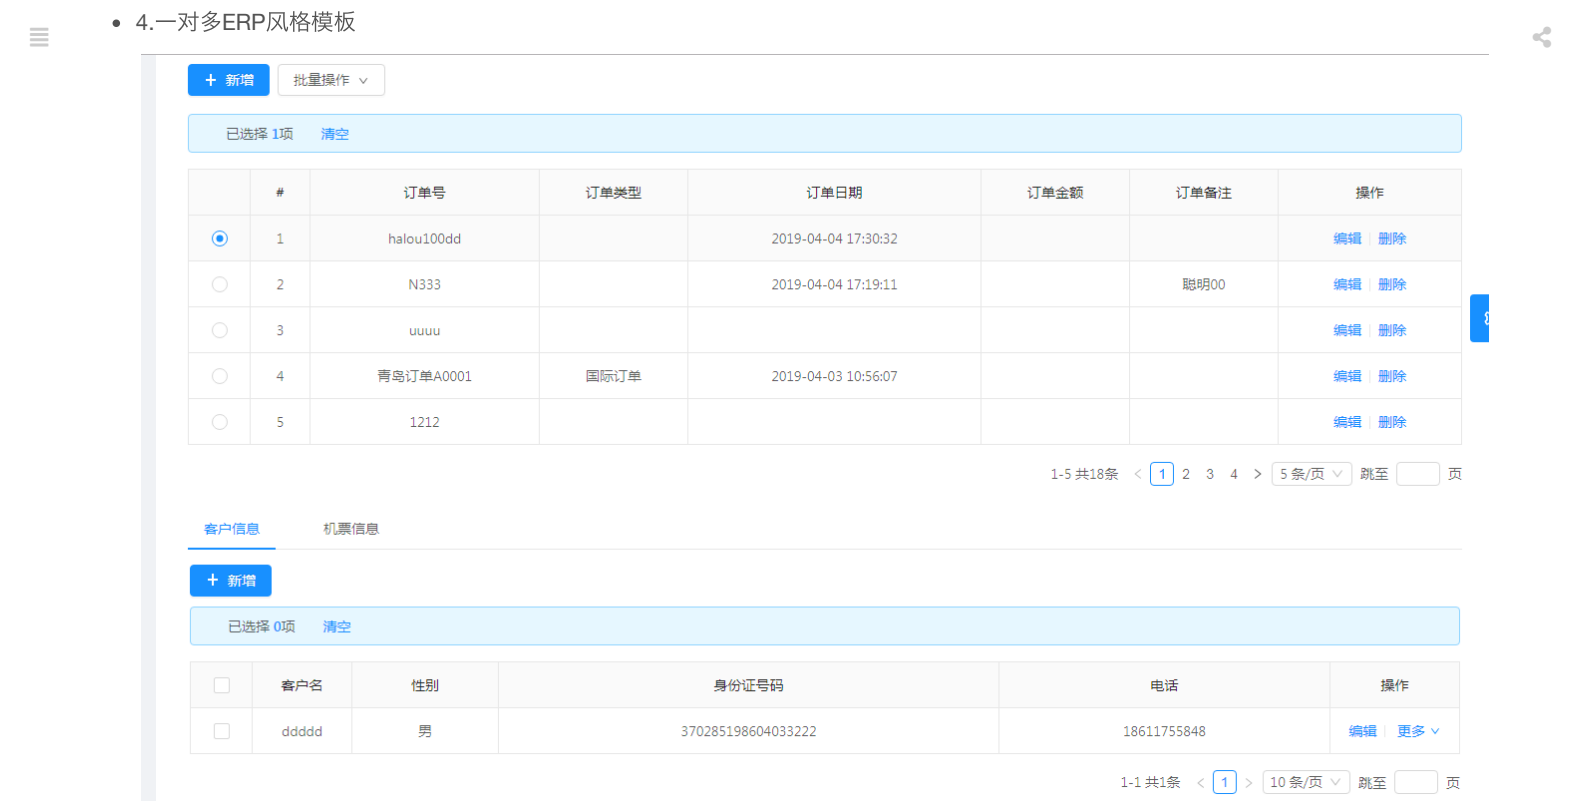 4.一对多ERP风格模板
+ 新增 批量操作
已选择 1项 清空
# 订单号 订单类型 订单日期 订单金额 订单备注 操作
1 halou100dd 2019-04-04 17:30:32 编辑 删除
2 N333 2019-04-04 17:19:11 聪明00 编辑 删除
3 uuuu 编辑 删除
4 青岛订单A0001 国际订单 2019-04-03 10:56:07 编辑 删除
5 1212 编辑 删除
1-5 共18条 < 1 2 3 4 > 5 条/页 跳至 页
客户信息 机票信息
+ 新增
已选择 0项 清空
客户名 性别 身份证号码 电话 操作
ddddd 男 370285198604033222 18611755848 编辑 更多
1-1 共1条 < 1 > 10 条/页 跳至 页